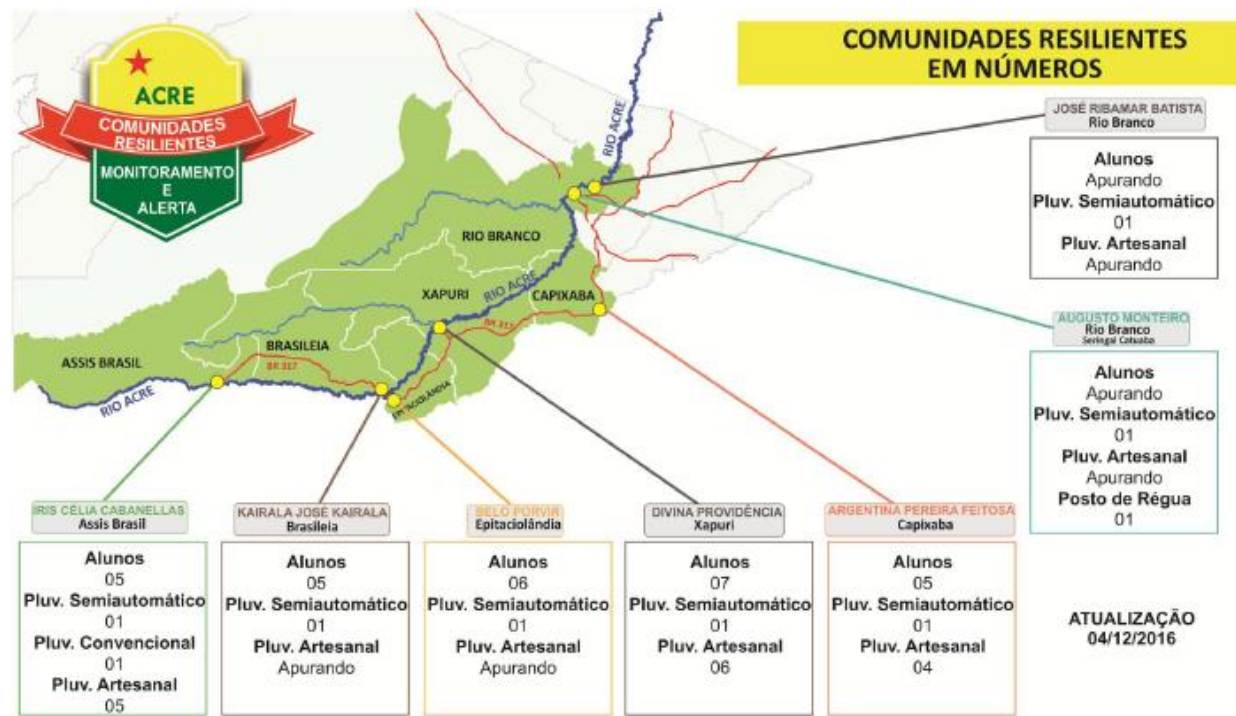 ACRE
COMUNIDADES
RESILIENTES
MONITORAMENTO
E
ALERTA
COMUNIDADES RESILIENTES
EM NÚMEROS
RIO ACRE
RIO BRANCO
RIO ACRE
XAPURI
CAPIXABA
BR 317
BRASILEIA
ASSIS BRASIL
BR 317
RIO ACRE
EPITACIOLÂNDIA
JOSÉ RIBAMAR BATISTA
Rio Branco
Alunos
Apurando
Pluv. Semiautomático
01
Pluv. Artesanal
Apurando
AUGUSTO MONTEIRO
Rio Branco
Seringal Catuaba
Alunos
Apurando
Pluv. Semiautomático
01
Pluv. Artesanal
Apurando
Posto de Régua
01
IRIS CÉLIA CABANELLAS
Assis Brasil
Alunos
05
Pluv. Semiautomático
01
Pluv. Convencional
01
Pluv. Artesanal
05
KAIRALA JOSÉ KAIRALA
Brasileia
Alunos
05
Pluv. Semiautomático
01
Pluv. Artesanal
Apurando
BELO PORVIR
Epitaciolândia
Alunos
06
Pluv. Semiautomático
01
Pluv. Artesanal
Apurando
DIVINA PROVIDÊNCIA
Xapuri
Alunos
07
Pluv. Semiautomático
01
Pluv. Artesanal
06
ARGENTINA PEREIRA FEITOSA
Capixaba
Alunos
05
Pluv. Semiautomático
01
Pluv. Artesanal
04
ATUALIZAÇÃO
04/12/2016